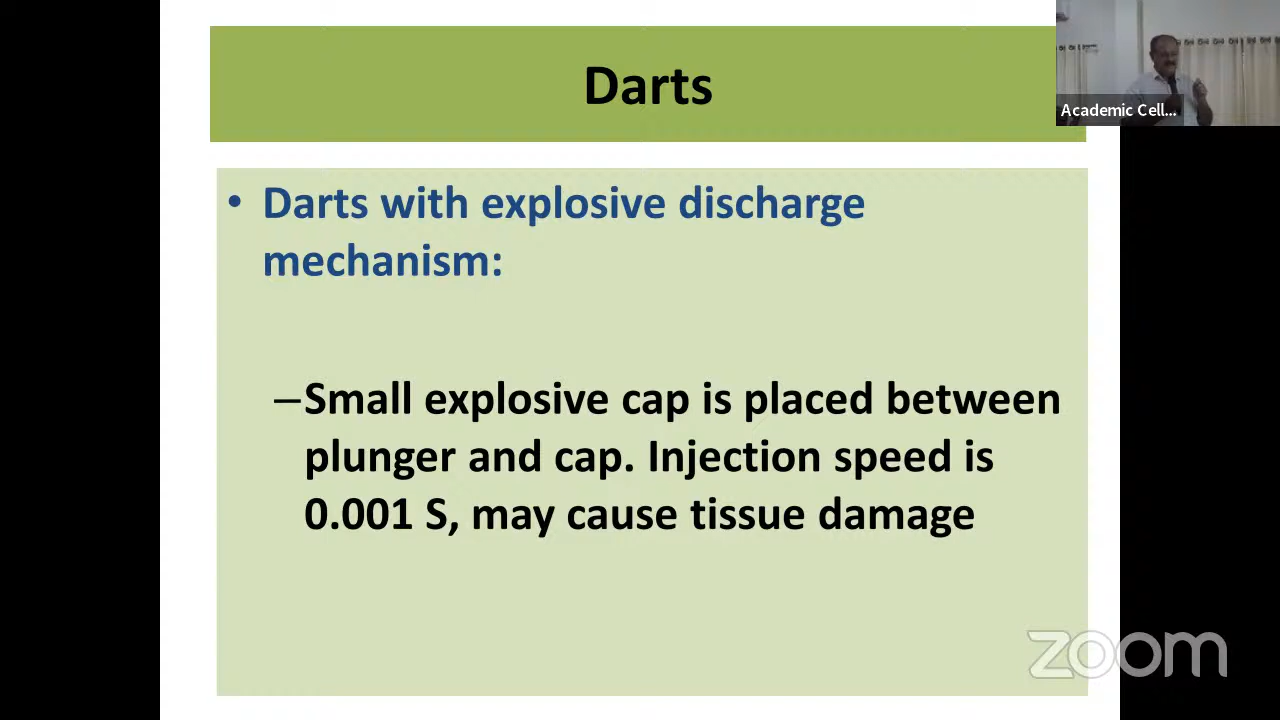 Darts
Academic Cell...
• Darts with explosive discharge
mechanism:
–Small explosive cap is placed between
plunger and cap. Injection speed is
0.001 S, may cause tissue damage
zoom